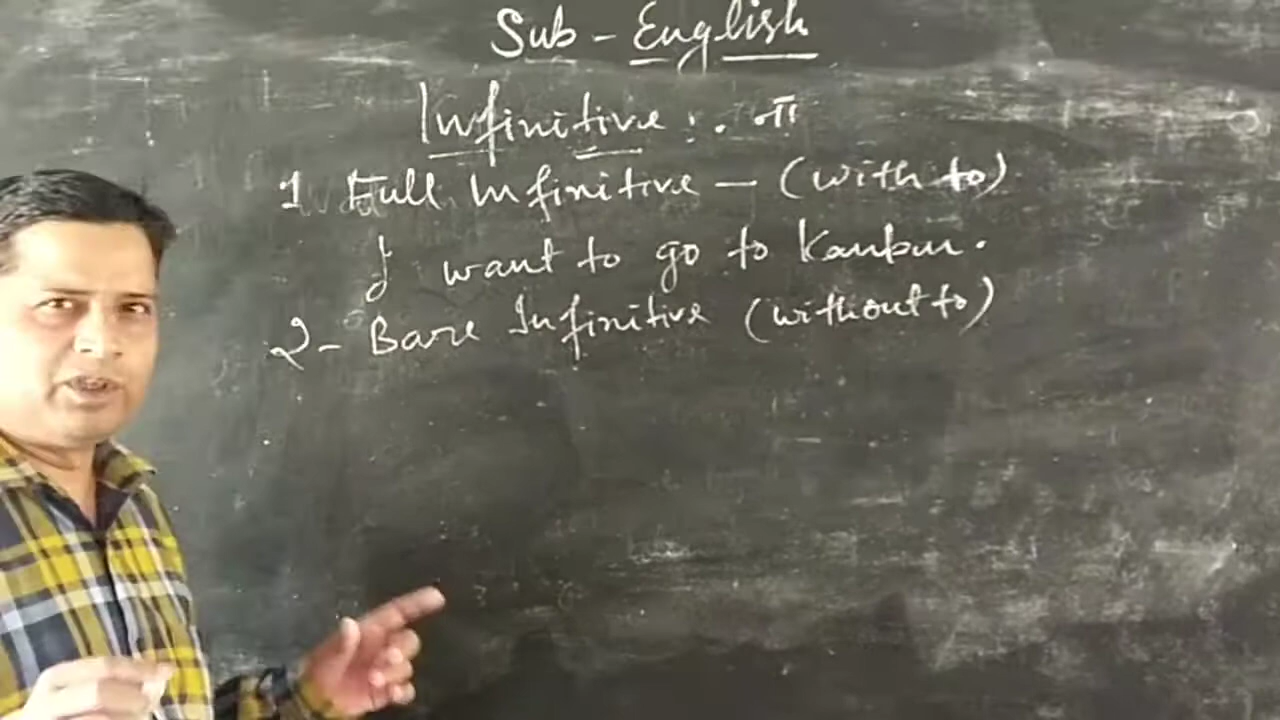 Sub - English
Infinitive :. ना
1 Full Infinitive - (with to)
I want to go to Kanpur.
2- Bare Infinitive (without to)